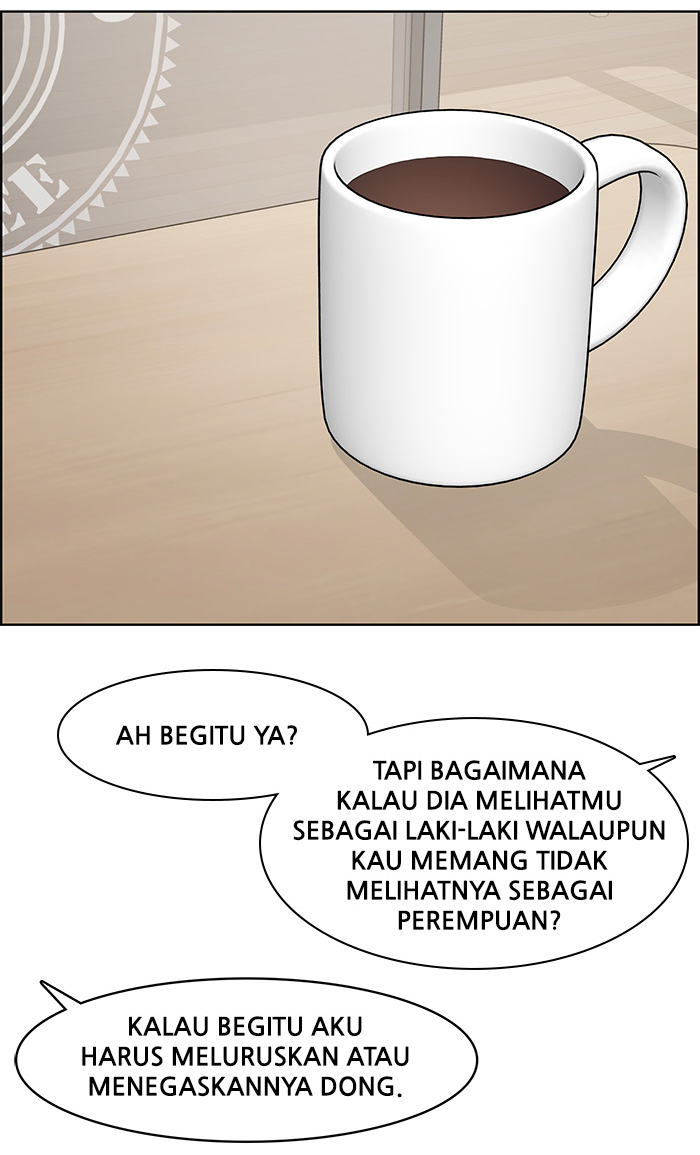 EE
AH BEGITU YA?
TAPI BAGAIMANA
KALAU DIA MELIHATMU
SEBAGAI LAKI-LAKI WALAUPUN
KAU MEMANG TIDAK
MELIHATNYA SEBAGAI
PEREMPUAN?
KALAU BEGITU AKU
HARUS MELURUSKAN ATAU
MENEGASKANNYA DONG.